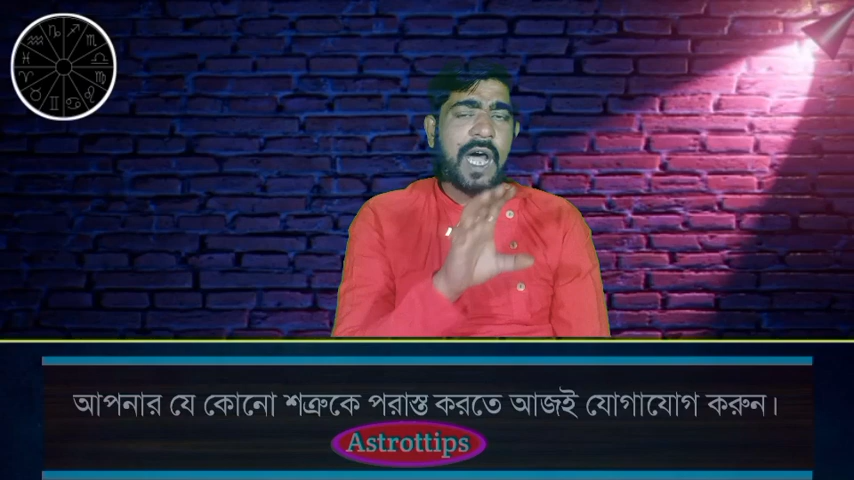 আপনার যে কোনো শত্রুকে পরাস্ত করতে আজই যোগাযোগ করুন।
Astrottips